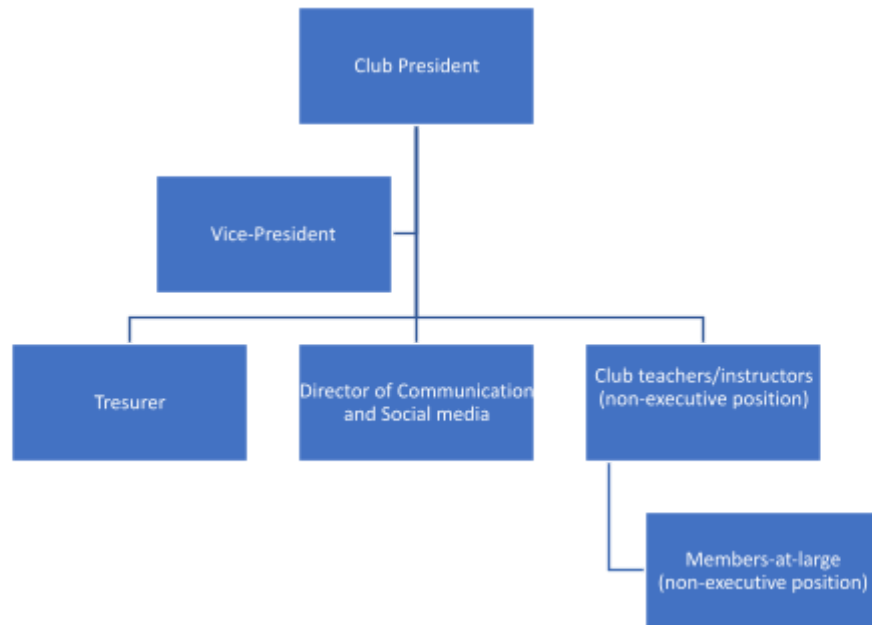 Club President
Vice-President
Tresurer
Director of Communication
and Social media
Club teachers/instructors
(non-executive position)
Members-at-large
(non-executive position)